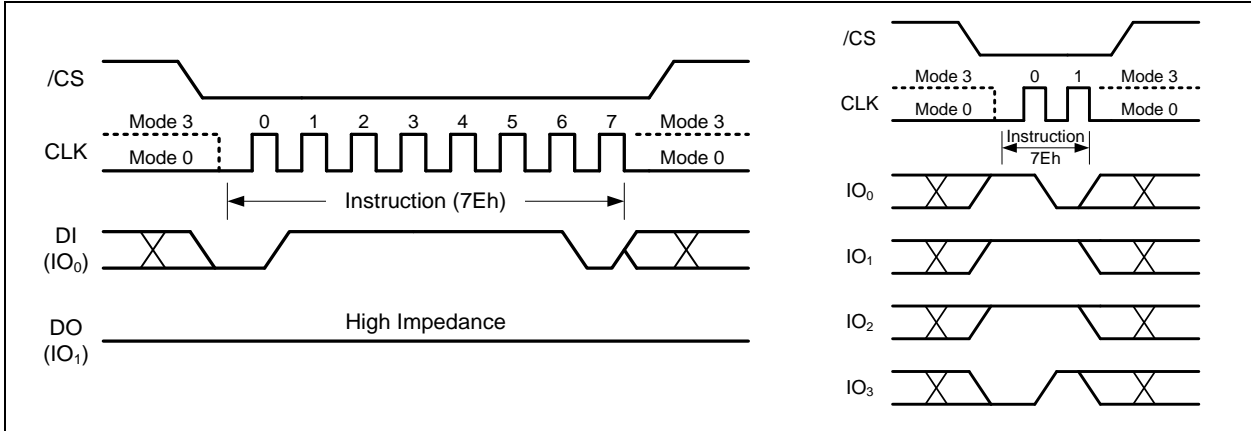 /CS
Mode 3 0 1 2 3 4 5 6 7 Mode 3
CLK
Mode 0 Mode 0
Instruction (7Eh)
DI
(IO₀)
High Impedance
DO
(IO₁)
/CS
Mode 3 0 1 Mode 3
CLK
Mode 0 Mode 0
Instruction
7Eh
IO₀
IO₁
IO₂
IO₃